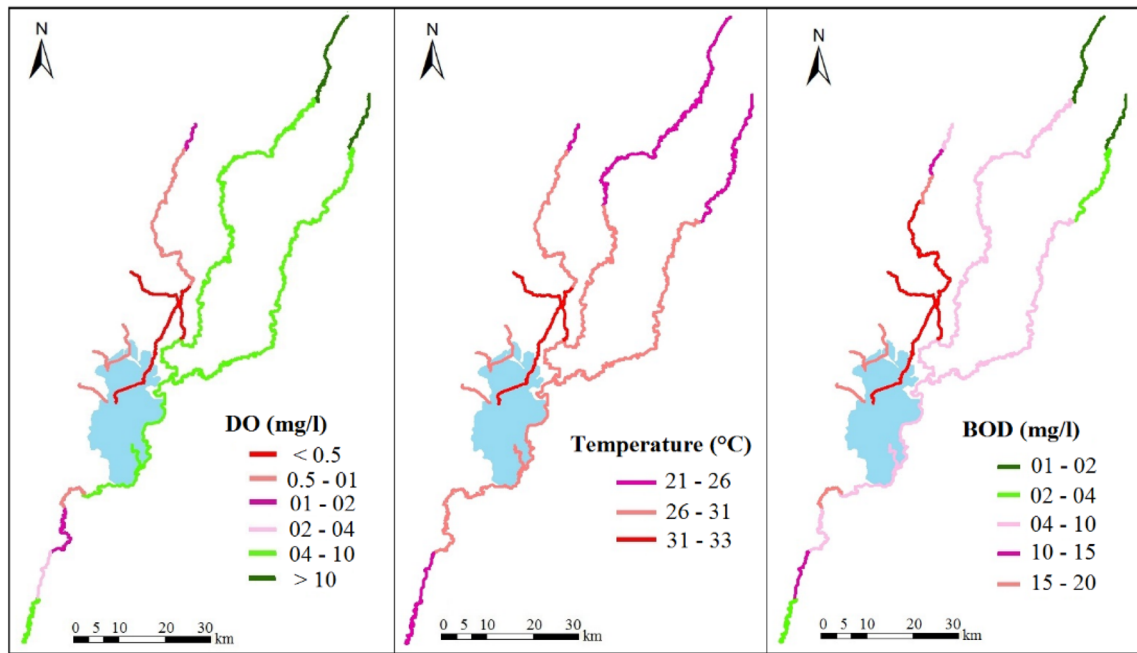 N
DO (mg/l)
< 0.5
0.5 - 01
01 - 02
02 - 04
04 - 10
> 10
0 5 10 20 30
km
N
Temperature (°C)
21 - 26
26 - 31
31 - 33
0 5 10 20 30
km
N
BOD (mg/l)
01 - 02
02 - 04
04 - 10
10 - 15
15 - 20
0 5 10 20 30
km